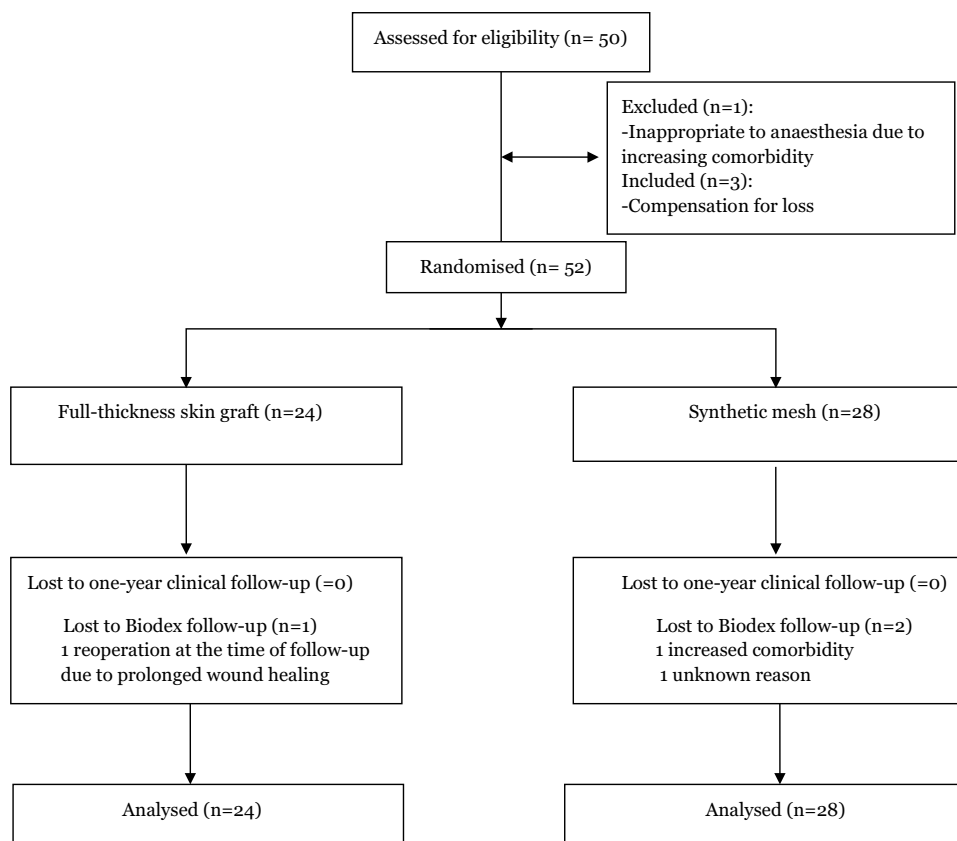 Assessed for eligibility (n= 50)
Excluded (n=1):
-Inappropriate to anaesthesia due to
increasing comorbidity
Included (n=3):
-Compensation for loss
Randomised (n= 52)
Full-thickness skin graft (n=24)
Synthetic mesh (n=28)
Lost to one-year clinical follow-up (=0)
Lost to Biodex follow-up (n=1)
1 reoperation at the time of follow-up
due to prolonged wound healing
Lost to one-year clinical follow-up (=0)
Lost to Biodex follow-up (n=2)
1 increased comorbidity
1 unknown reason
Analysed (n=24)
Analysed (n=28)